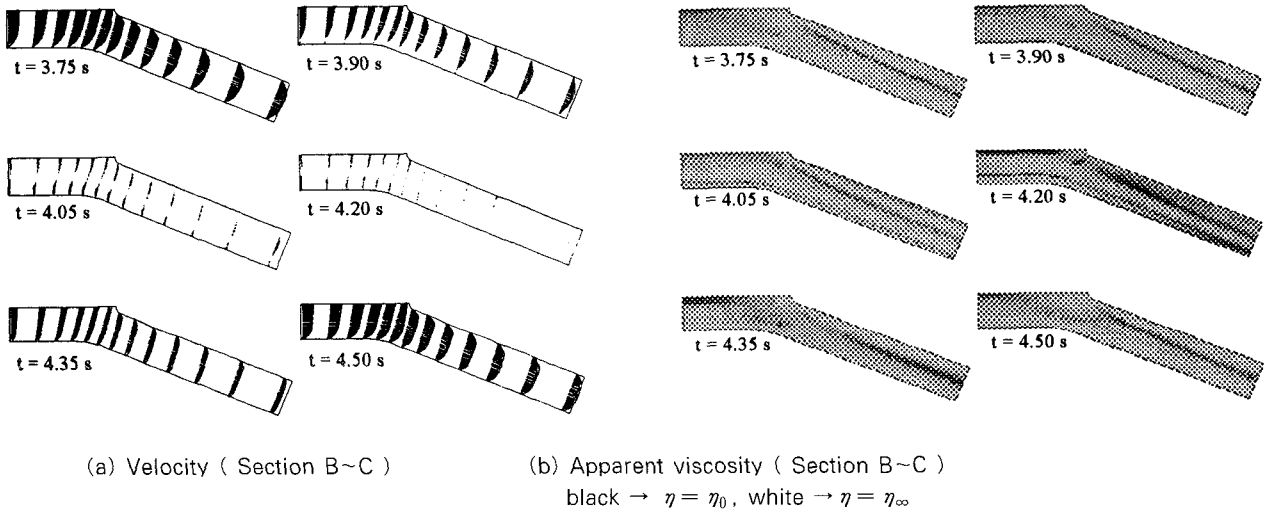 t = 3.75 s
t = 3.90 s
t = 4.05 s
t = 4.20 s
t = 4.35 s
t = 4.50 s
(a) Velocity ( Section B~C )
t = 3.75 s
t = 3.90 s
t = 4.05 s
t = 4.20 s
t = 4.35 s
t = 4.50 s
(b) Apparent viscosity ( Section B~C )
black → η = η₀ , white → η = η∞